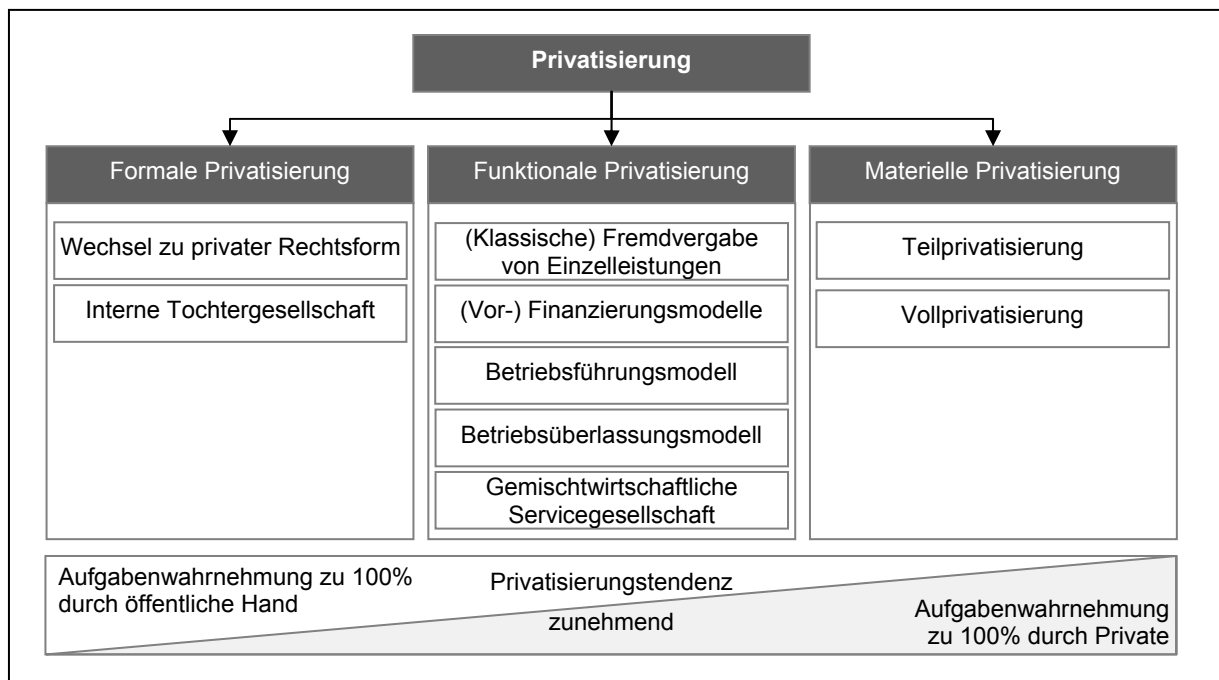 Privatisierung
Formale Privatisierung
Wechsel zu privater Rechtsform
Interne Tochtergesellschaft
Funktionale Privatisierung
(Klassische) Fremdvergabe
von Einzelleistungen
(Vor-) Finanzierungsmodelle
Betriebsführungsmodell
Betriebsüberlassungsmodell
Gemischtwirtschaftliche
Servicegesellschaft
Materielle Privatisierung
Teilprivatisierung
Vollprivatisierung
Aufgabenwahrnehmung zu 100%
durch öffentliche Hand
Privatisierungstendenz
zunehmend
Aufgabenwahrnehmung
zu 100% durch Private